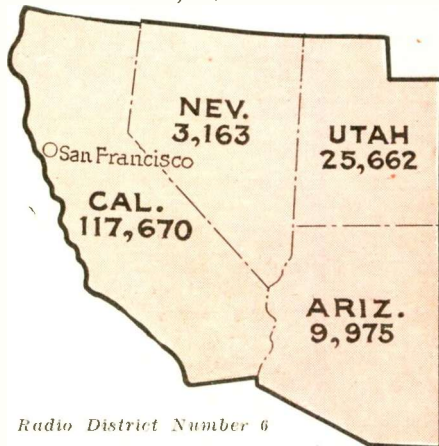 NEV.
3,163
UTAH
25,662
San Francisco
CAL.
117,670
ARIZ.
9,975
Radio District Number 6